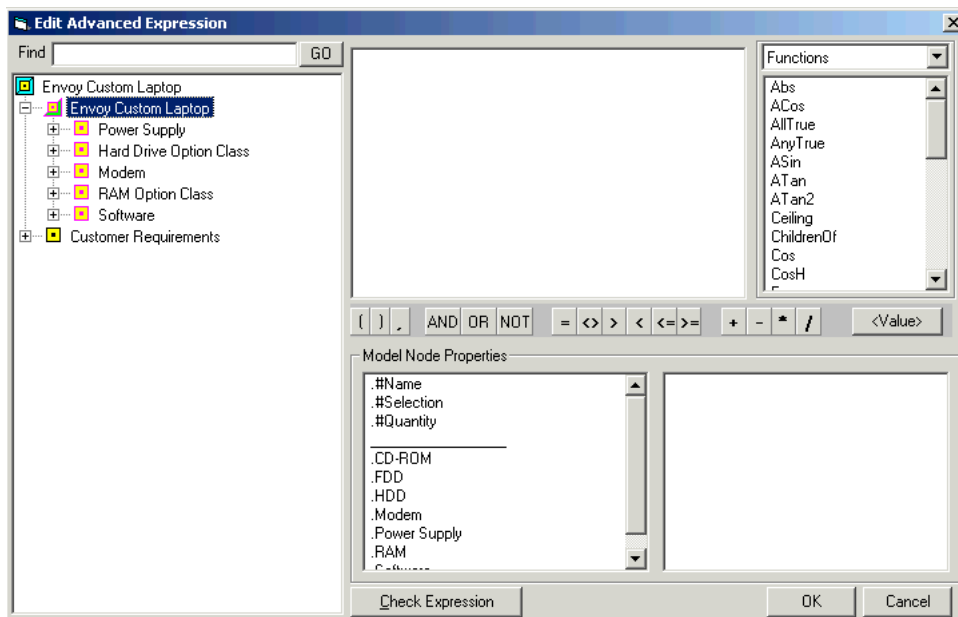 Edit Advanced Expression
Find
GO
Envoy Custom Laptop
Envoy Custom Laptop
Power Supply
Hard Drive Option Class
Modem
RAM Option Class
Software
Customer Requirements
Functions
Abs
ACos
AllTrue
AnyTrue
ASin
ATan
ATan2
Ceiling
ChildrenOf
Cos
CosH
( ) , AND OR NOT = <> > < <= >= + - * / <Value>
Model Node Properties
.#Name
.#Selection
.#Quantity
.CD-ROM
.FDD
.HDD
.Modem
.Power Supply
.RAM
.Software
Check Expression
OK
Cancel